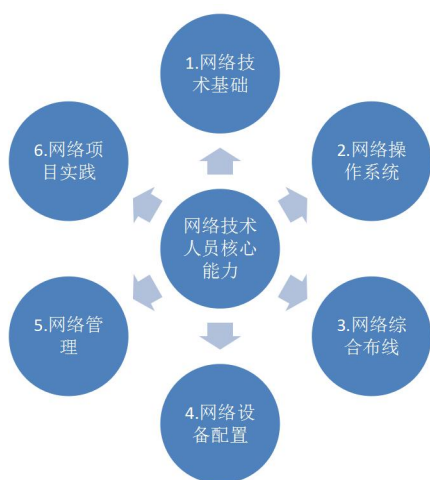 1.网络技
术基础
2.网络操
作系统
3.网络综
合布线
4.网络设
备配置
5.网络管
理
6.网络项
目实践
网络技术
人员核心
能力